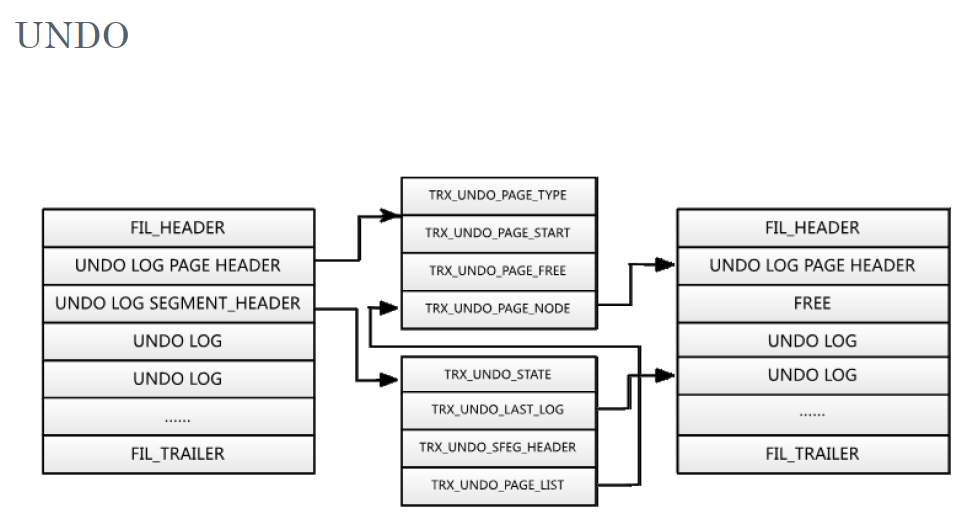 UNDO
FIL_HEADER
UNDO LOG PAGE HEADER
UNDO LOG SEGMENT_HEADER
UNDO LOG
UNDO LOG
......
FIL_TRAILER
TRX_UNDO_PAGE_TYPE
TRX_UNDO_PAGE_START
TRX_UNDO_PAGE_FREE
TRX_UNDO_PAGE_NODE
TRX_UNDO_STATE
TRX_UNDO_LAST_LOG
TRX_UNDO_SFEG_HEADER
TRX_UNDO_PAGE_LIST
FIL_HEADER
UNDO LOG PAGE HEADER
FREE
UNDO LOG
UNDO LOG
......
FIL_TRAILER